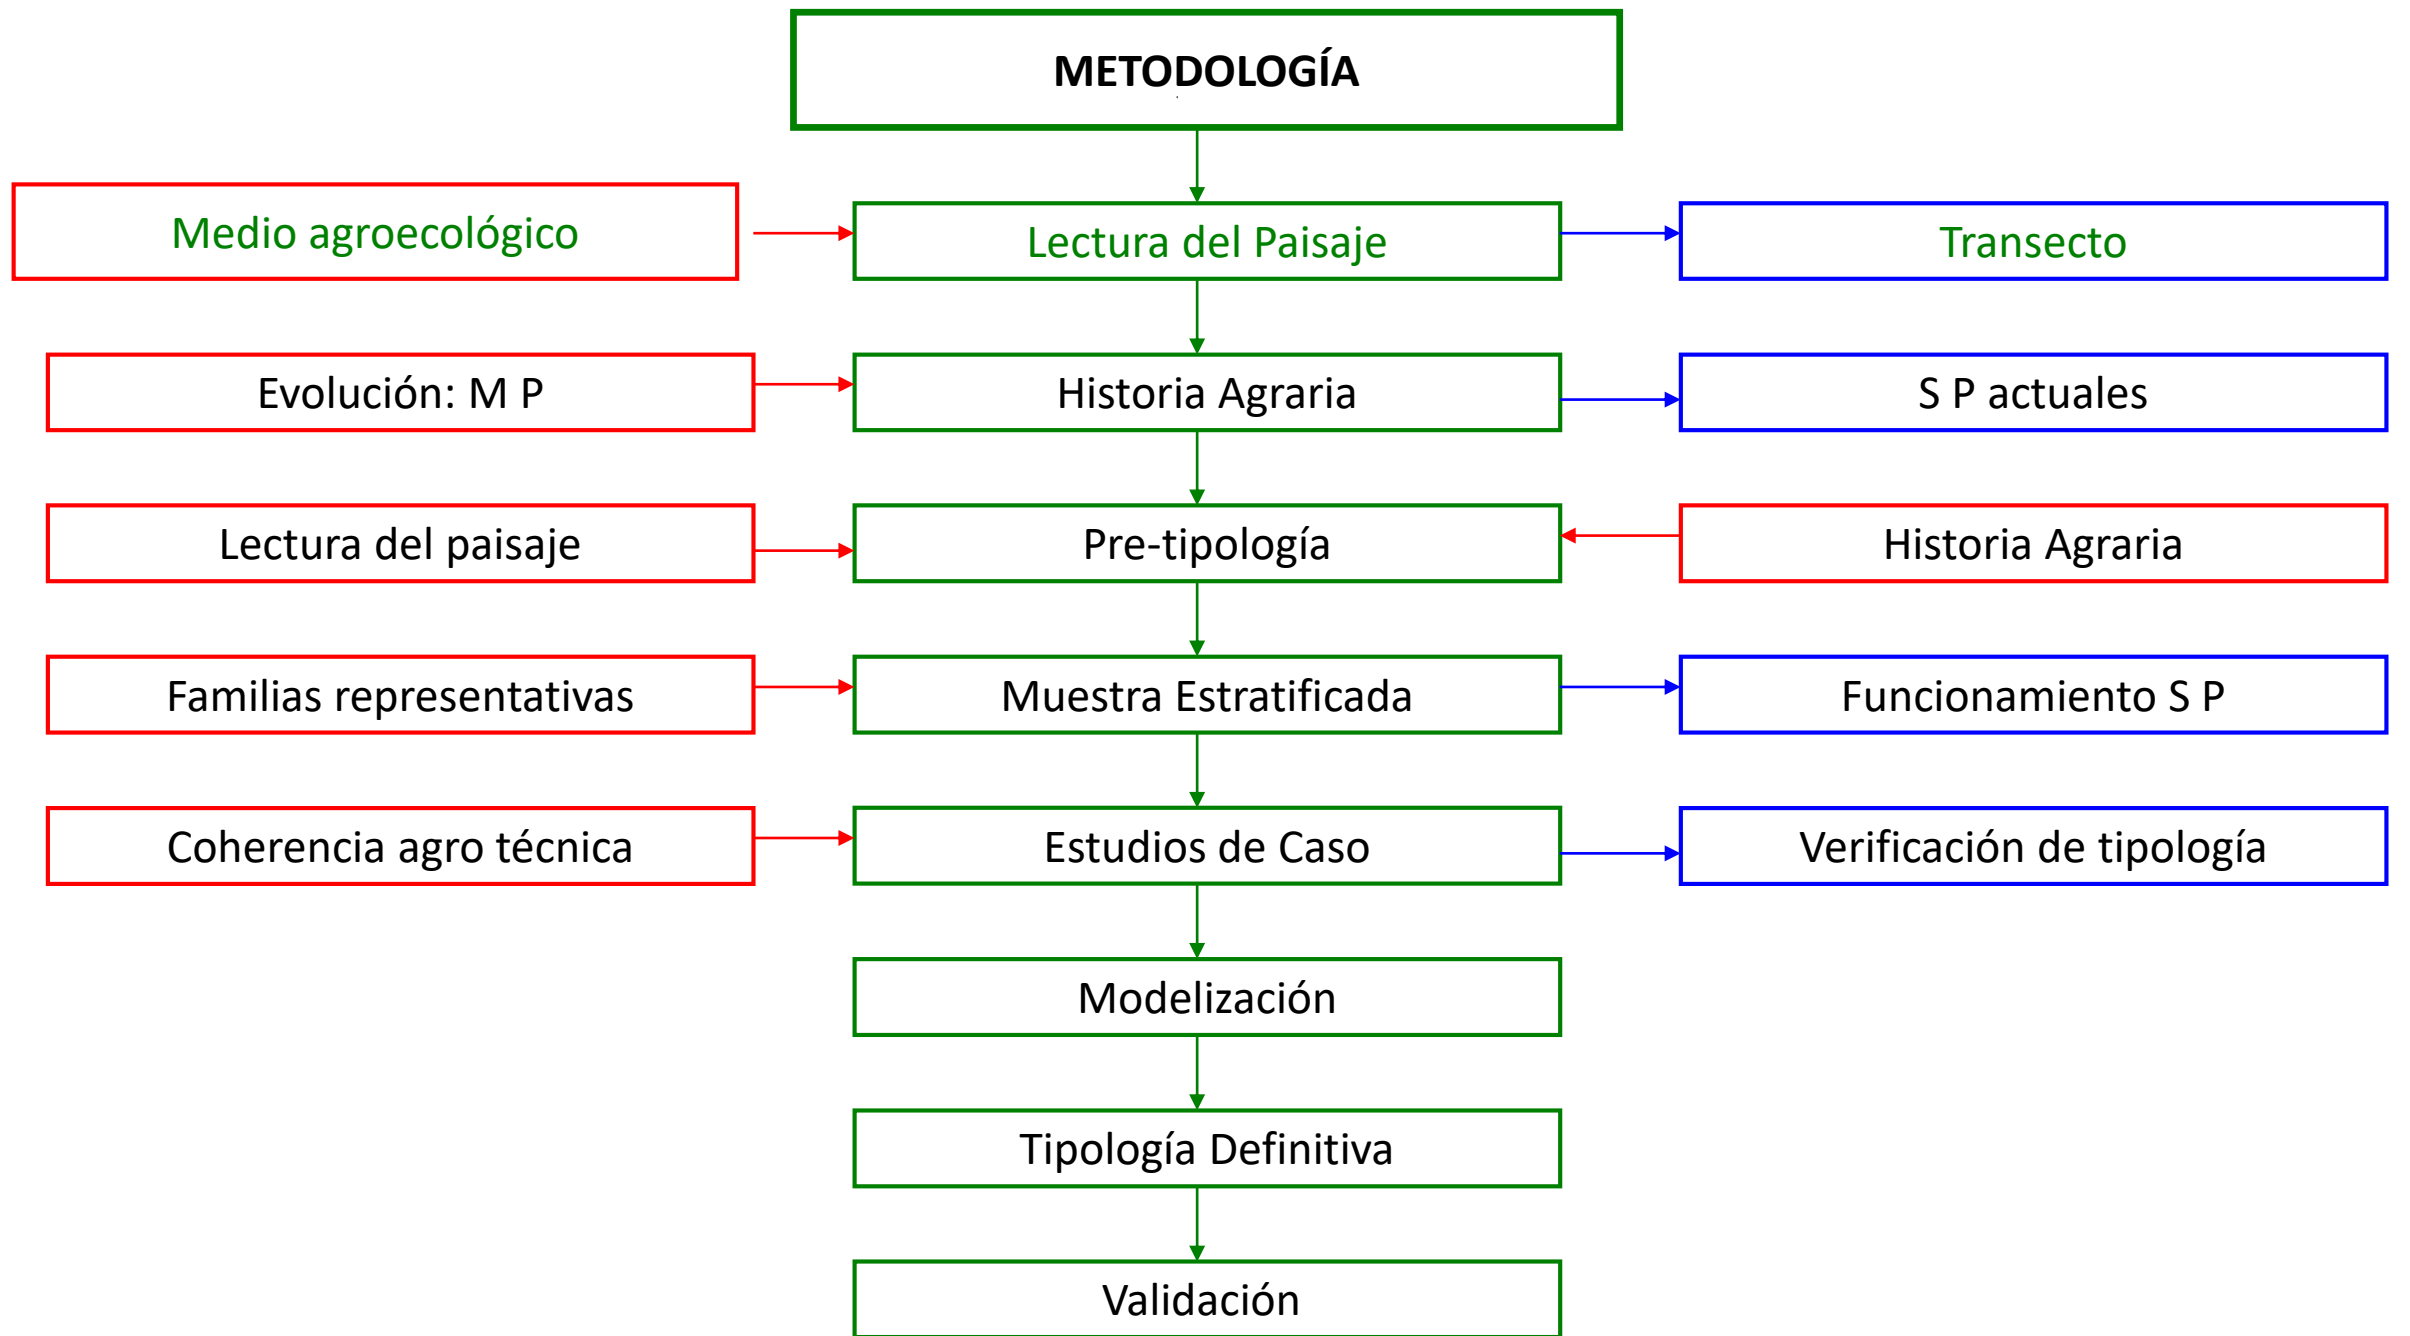 METODOLOGÍA
Medio agroecológico
Lectura del Paisaje
Transecto
Evolución: M P
Historia Agraria
S P actuales
Lectura del paisaje
Pre-tipología
Historia Agraria
Familias representativas
Muestra Estratificada
Funcionamiento S P
Coherencia agro técnica
Estudios de Caso
Verificación de tipología
Modelización
Tipología Definitiva
Validación